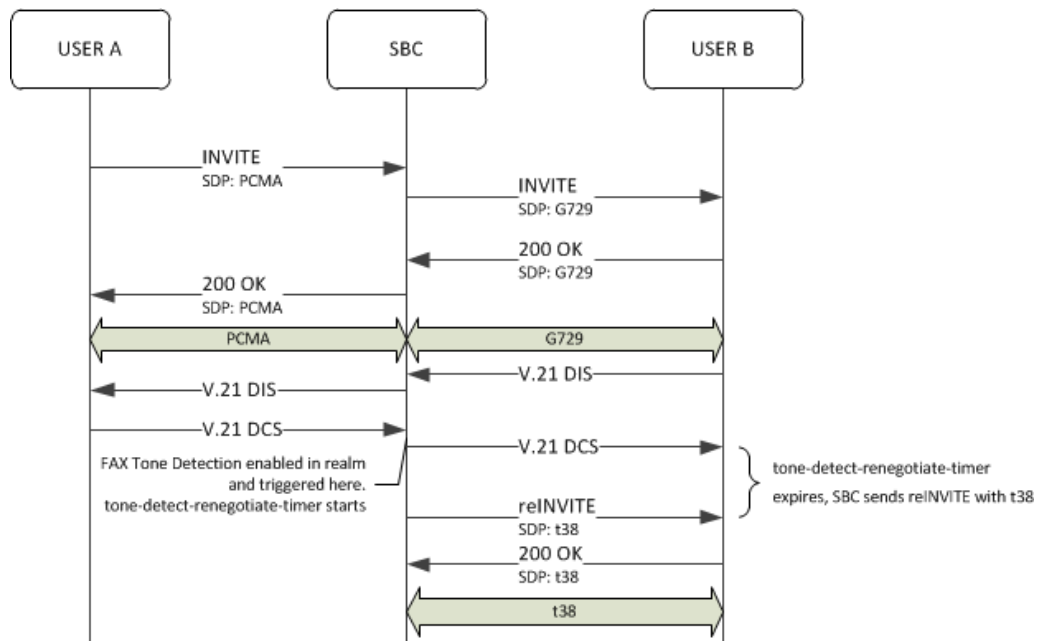 USER A
SBC
USER B
INVITE
SDP: PCMA
INVITE
SDP: G729
200 OK
SDP: G729
200 OK
SDP: PCMA
PCMA
G729
V.21 DIS
V.21 DIS
V.21 DCS
V.21 DCS
FAX Tone Detection enabled in realm
and triggered here.
tone-detect-renegotiate-timer starts
tone-detect-renegotiate-timer
expires, SBC sends reINVITE with t38
reINVITE
SDP: t38
200 OK
SDP: t38
t38